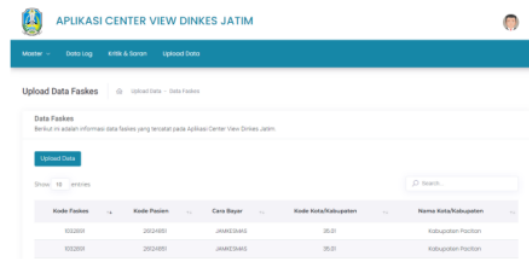 APLIKASI CENTER VIEW DINKES JATIM
Master Data Log Kritik & Saran Upload Data
Upload Data Faskes Upload Data - Data Faskes
Data Faskes
Berikut ini adalah informasi data faskes yang tercatat pada Aplikasi Center View Dinkes Jatim.
Upload Data
Show 10 entries Search...
Kode Faskes Kode Pasien Cara Bayar Kode Kota/Kabupaten Nama Kota/Kabupaten
JAMKESMAS 35.01 Kabupaten Pacitan
JAMKESMAS 35.01 Kabupaten Pacitan